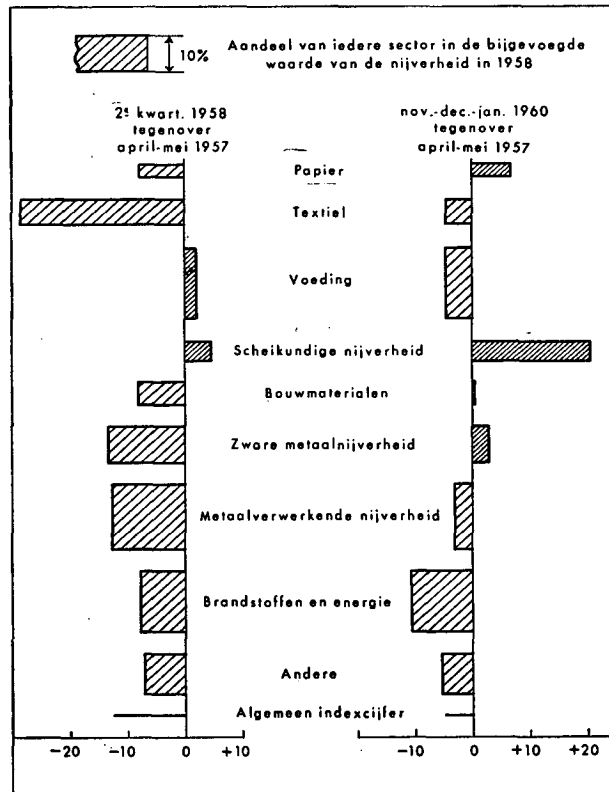 10%
Aandeel van iedere sector in de bijgevoegde
waarde van de nijverheid in 1958
2e kwart. 1958
tegenover
april-mei 1957
nov.-dec.-jan. 1960
tegenover
april-mei 1957
Papier
Textiel
Voeding
Scheikundige nijverheid
Bouwmaterialen
Zware metaalnijverheid
Metaalverwerkende nijverheid
Brandstoffen en energie
Andere
Algemeen indexcijfer
−20 −10 0 +10 −10 0 +10 +20